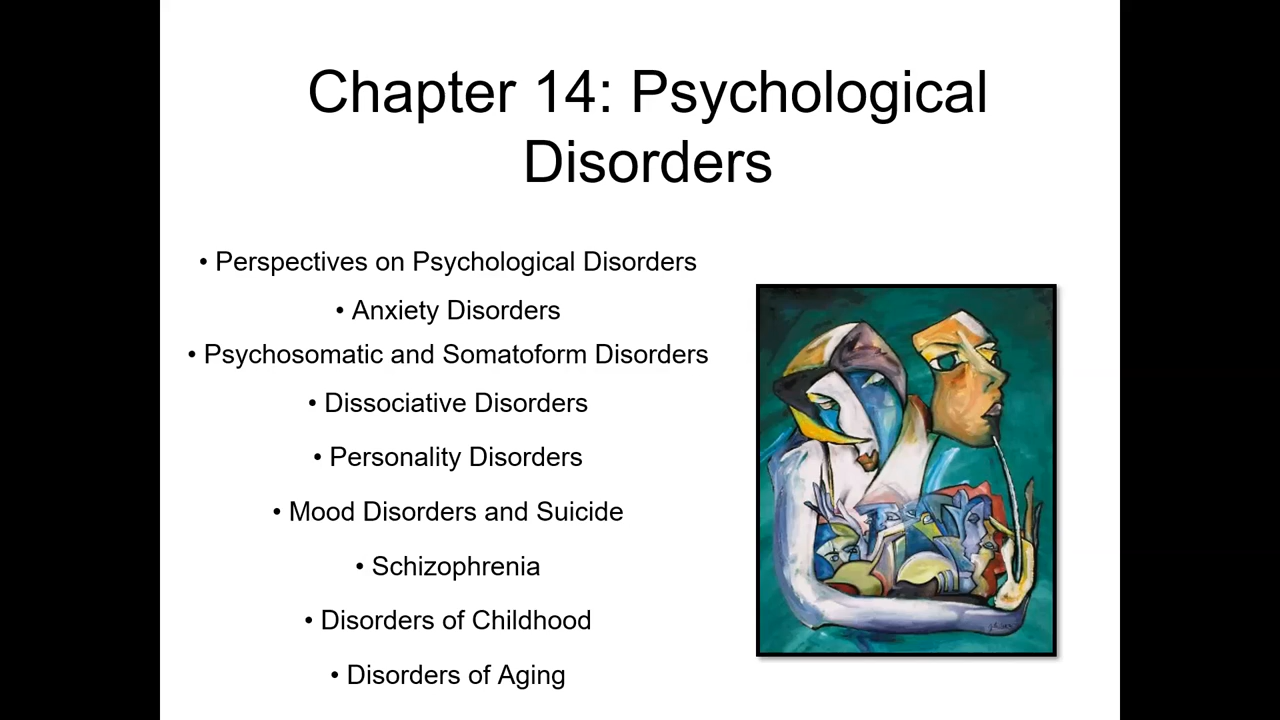 Chapter 14: Psychological
Disorders
• Perspectives on Psychological Disorders
• Anxiety Disorders
• Psychosomatic and Somatoform Disorders
• Dissociative Disorders
• Personality Disorders
• Mood Disorders and Suicide
• Schizophrenia
• Disorders of Childhood
• Disorders of Aging